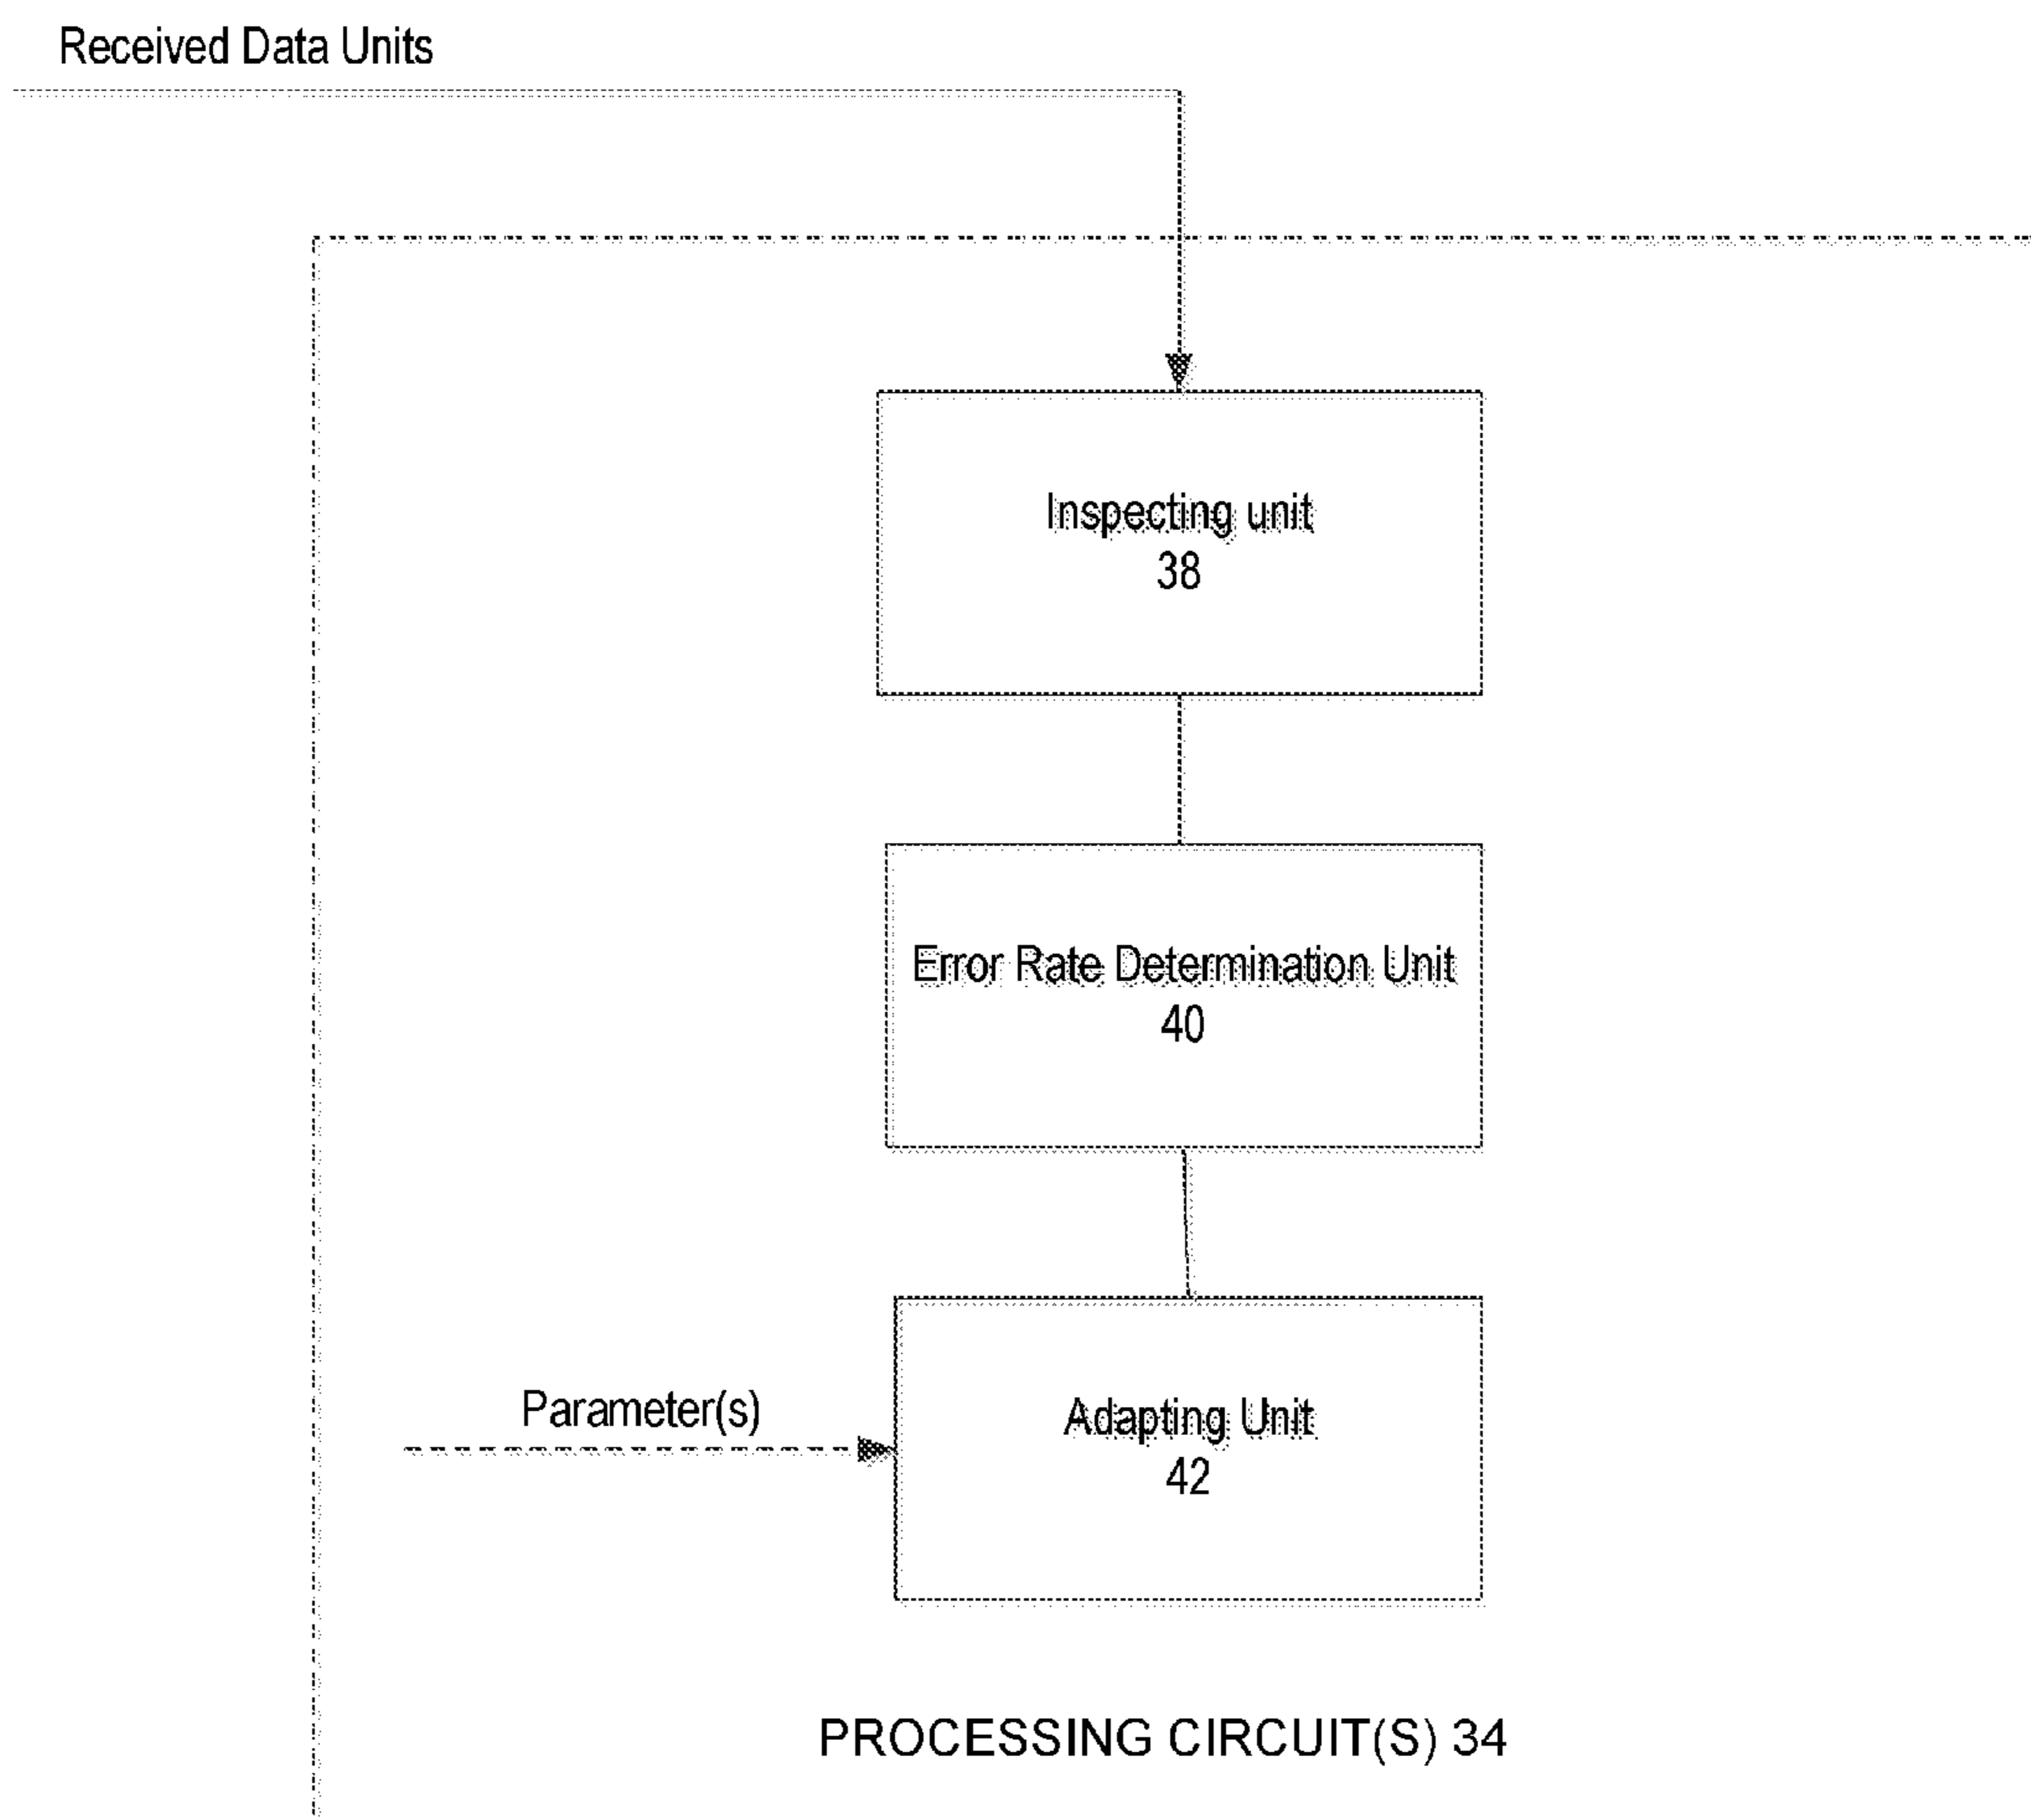 Received Data Units
Inspecting unit
38
Error Rate Determination Unit
40
Parameter(s)
Adapting Unit
42
PROCESSING CIRCUIT(S) 34